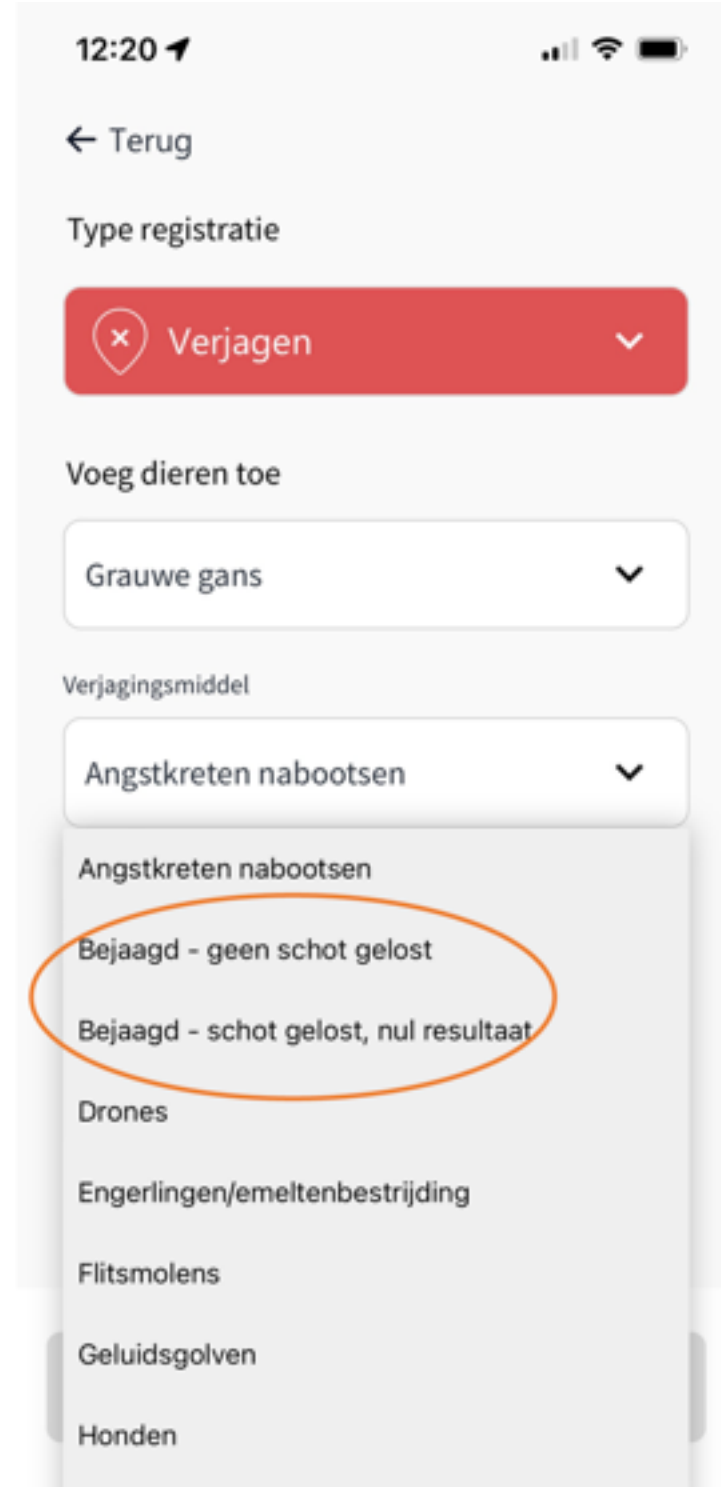 12:20
← Terug
Type registratie
Verjagen
Voeg dieren toe
Grauwe gans
Verjagingsmiddel
Angstkreten nabootsen
Angstkreten nabootsen
Bejaagd - geen schot gelost
Bejaagd - schot gelost, nul resultaat
Drones
Engerlingen/emeltenbestrijding
Flitsmolens
Geluidsgolven
Honden